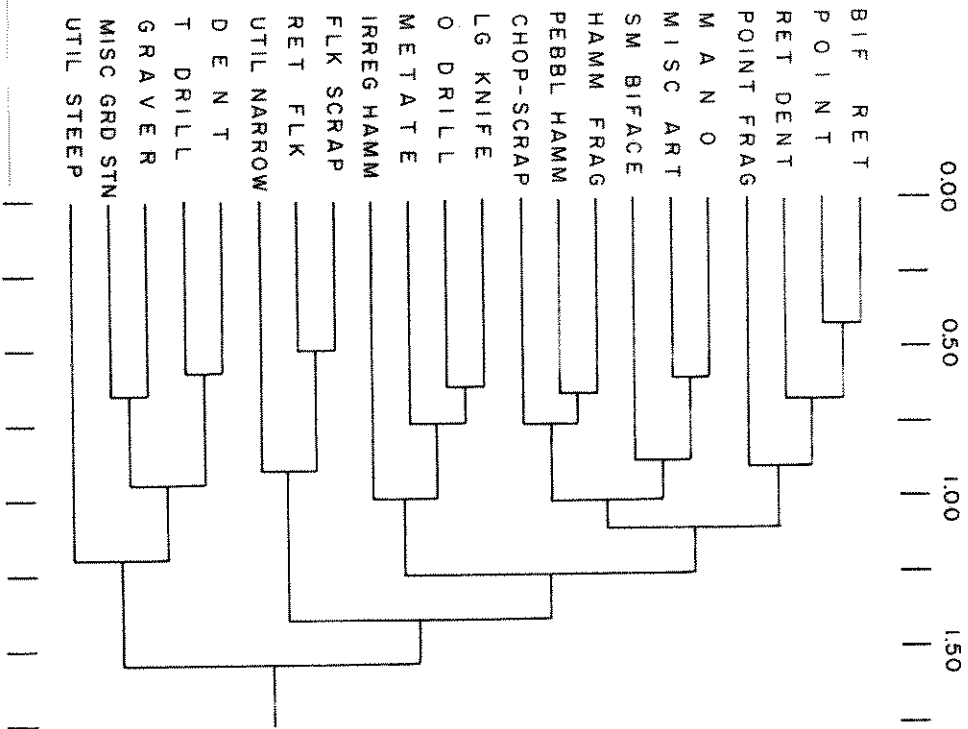 BIF RET
POINT
RET DENT
POINT FRAG
MANO
MISC ART
SM BIFACE
HAMM FRAG
PEBBL HAMM
CHOP-SCRAP
LG KNIFE
O DRILL
METATE
IRREG HAMM
FLK SCRAP
RET FLK
UTIL NARROW
DENT
T DRILL
GRAVER
MISC GRD STN
UTIL STEEP
0.00
0.50
1.00
1.50